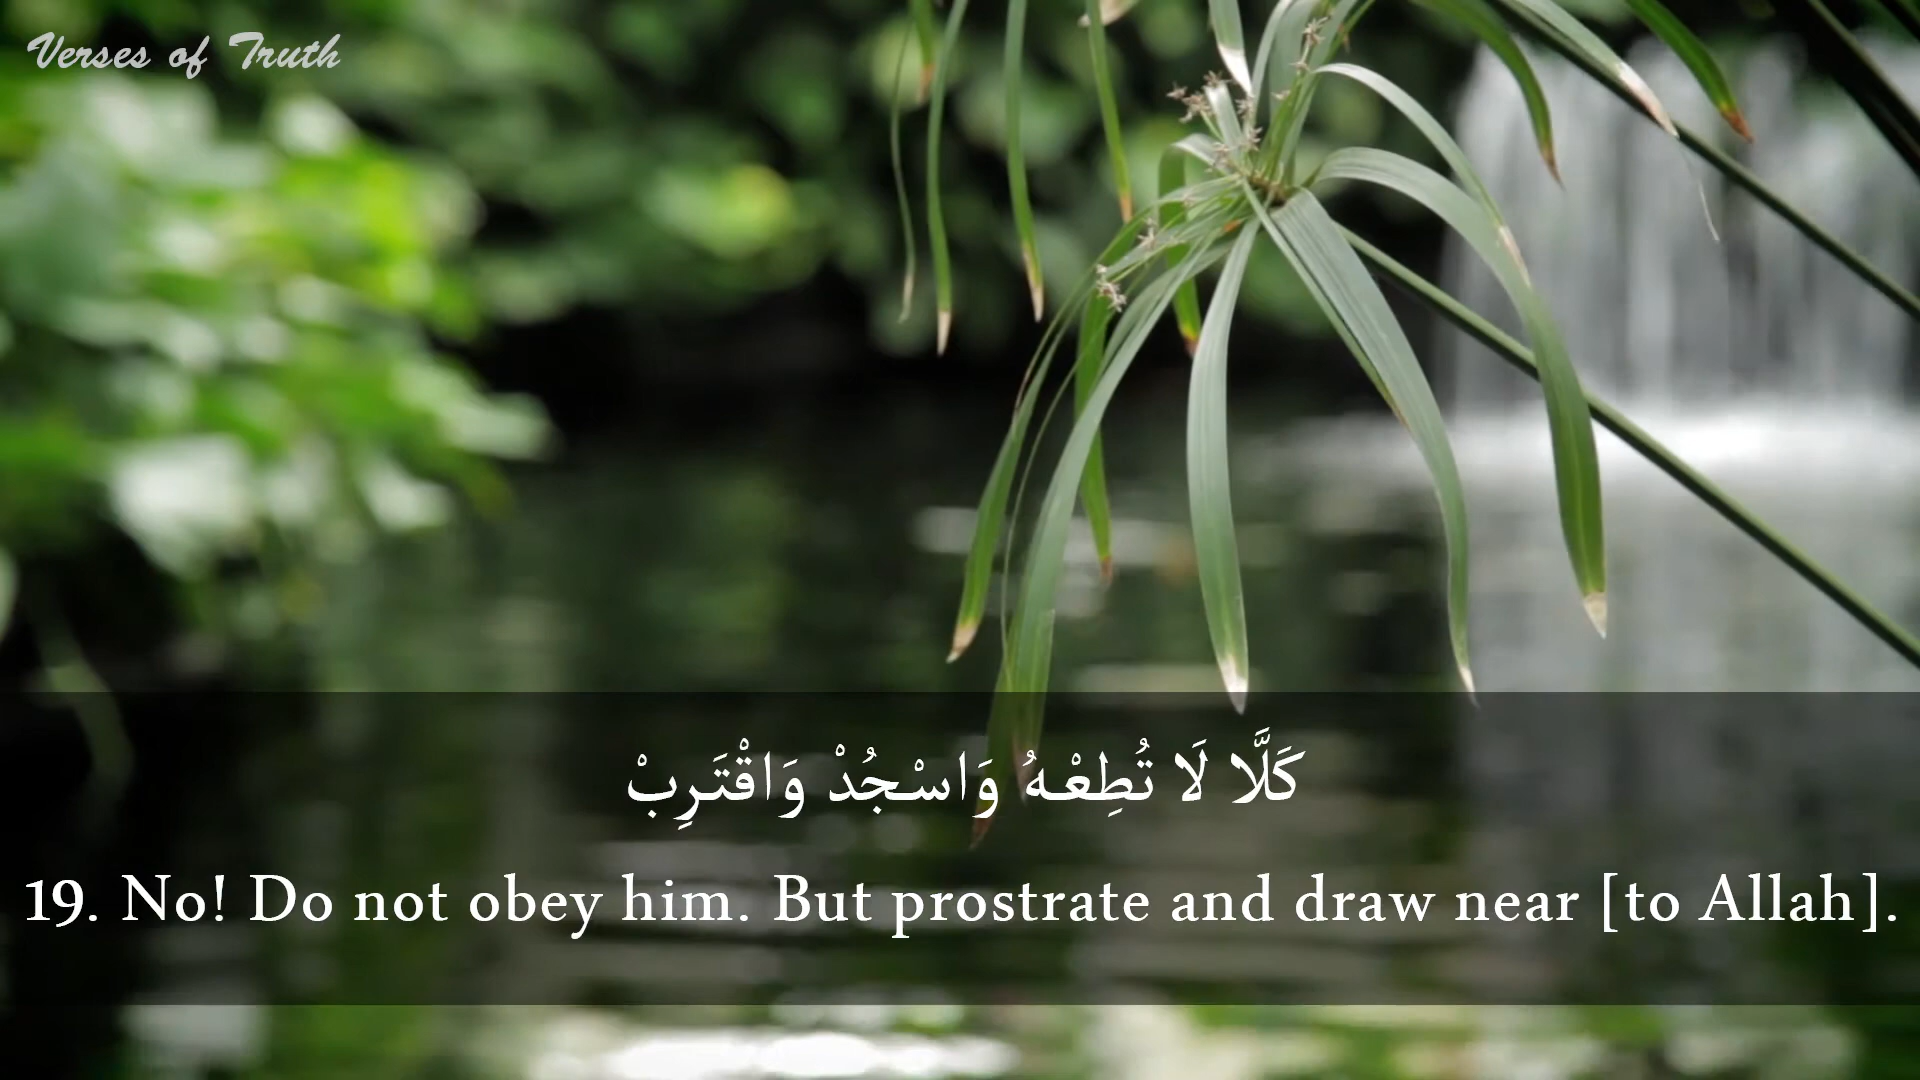 Verses of Truth
كَلَّا لَا تُطِعْهُ وَاسْجُدْ وَاقْتَرِبْ
19. No! Do not obey him. But prostrate and draw near [to Allah].